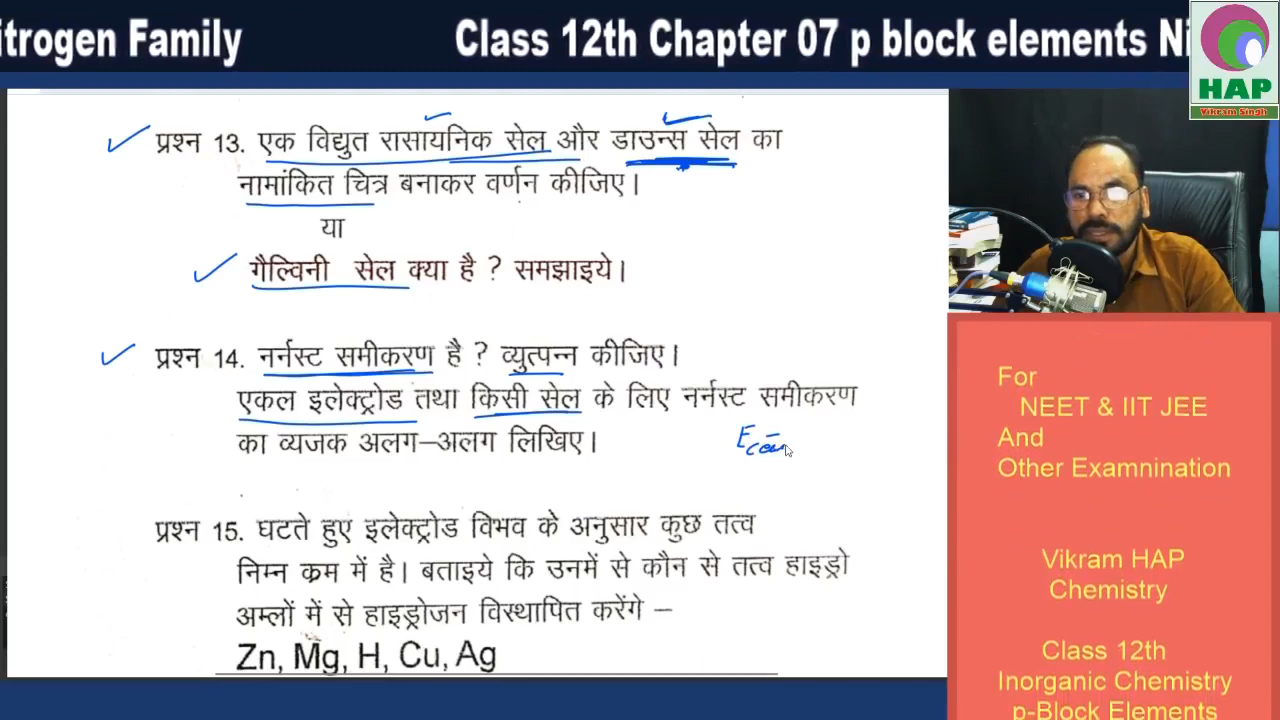 itrogen Family Class 12th Chapter 07 p block elements Ni
HAP
Vikram Singh
प्रश्न 13. एक विद्युत रासायनिक सेल और डाउन्स सेल का
नामांकित चित्र बनाकर वर्णन कीजिए।
या
गैल्विनी सेल क्या है ? समझाइये।
प्रश्न 14. नर्नस्ट समीकरण है ? व्युत्पन्न कीजिए।
एकल इलेक्ट्रोड तथा किसी सेल के लिए नर्नस्ट समीकरण
का व्यजक अलग–अलग लिखिए।
प्रश्न 15. घटते हुए इलेक्ट्रोड विभव के अनुसार कुछ तत्व
निम्न क्रम में है। बताइये कि उनमें से कौन से तत्व हाइड्रो
अम्लों में से हाइड्रोजन विस्थापित करेंगे –
Zn, Mg, H, Cu, Ag
For
NEET & IIT JEE
And
Other Examnination
Vikram HAP
Chemistry
Class 12th
Inorganic Chemistry
p-Block Elements